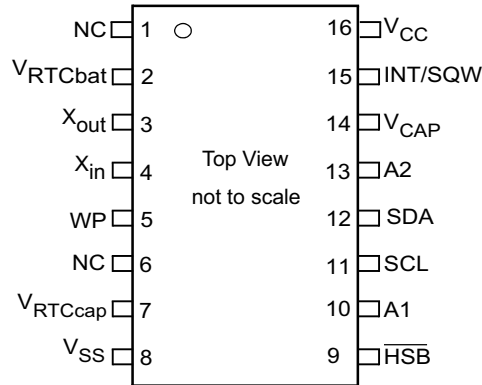 NC 1 16 VCC
VRTCbat 2 15 INT/SQW
Xout 3 14 VCAP
Xin 4 13 A2
Top View
not to scale
WP 5 12 SDA
NC 6 11 SCL
VRTCcap 7 10 A1
VSS 8 9 HSB